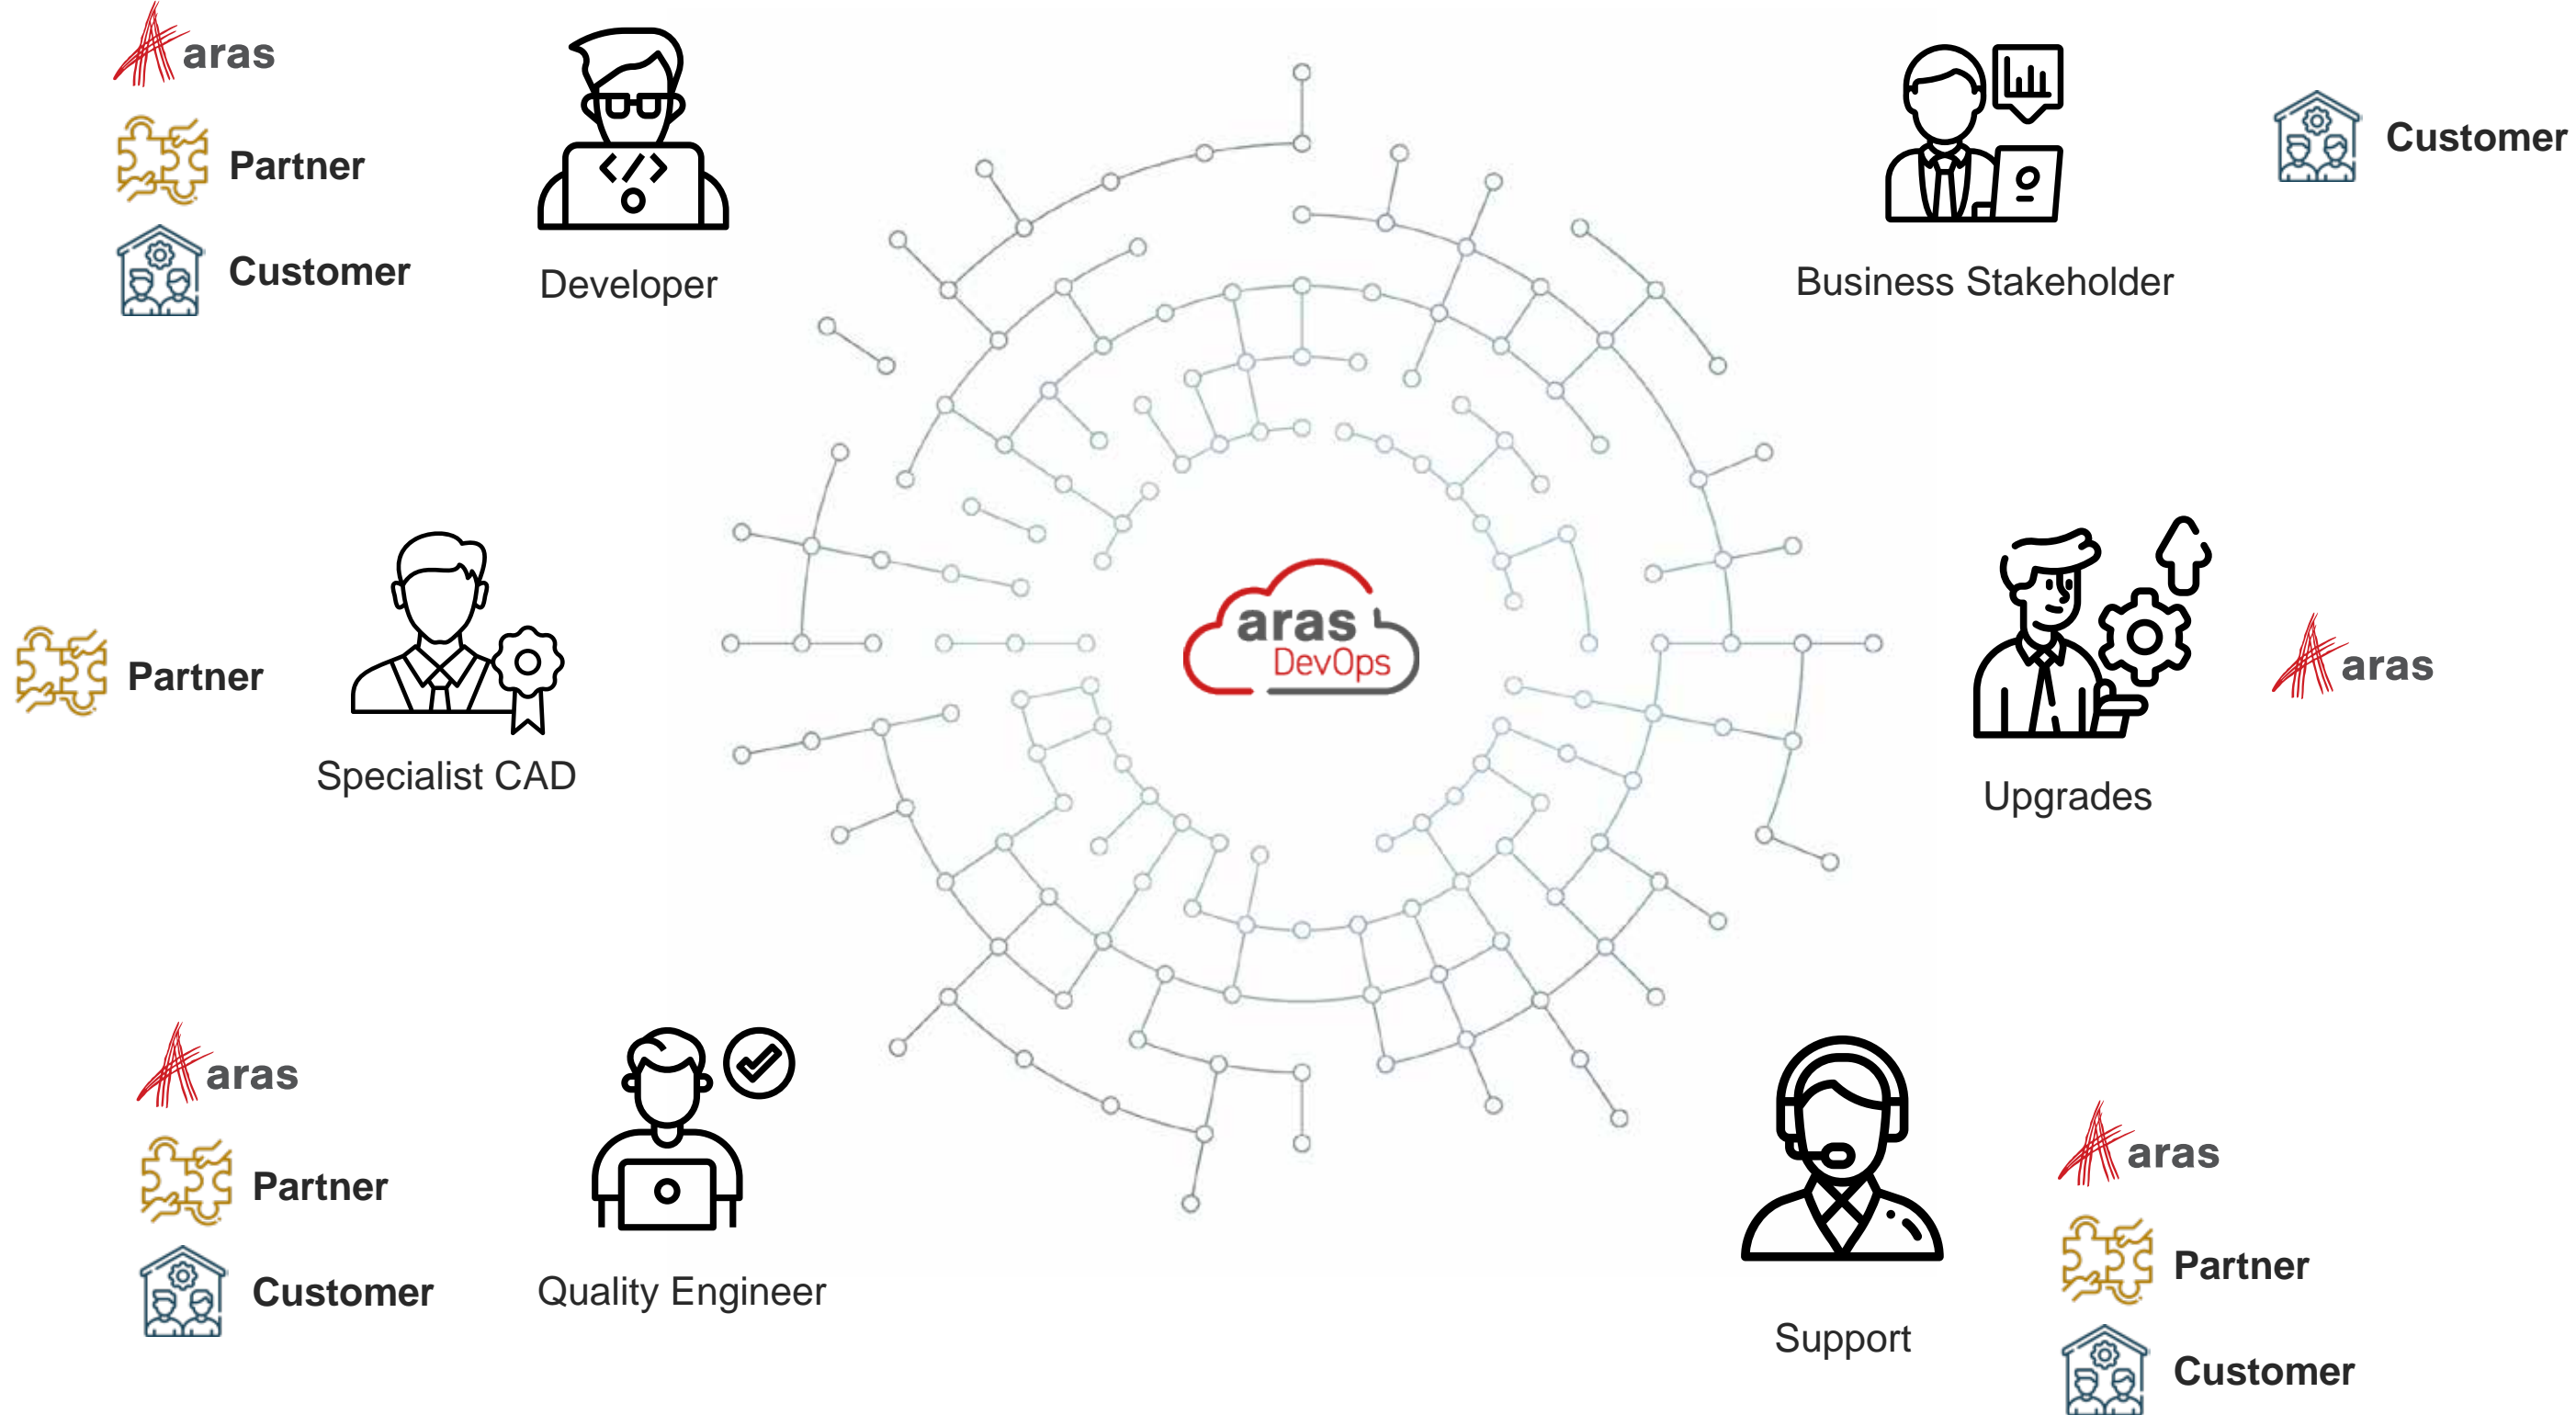 aras
Partner
Customer
Developer
Business Stakeholder
Customer
Partner
Specialist CAD
aras
DevOps
Upgrades
aras
aras
Partner
Customer
Quality Engineer
Support
aras
Partner
Customer